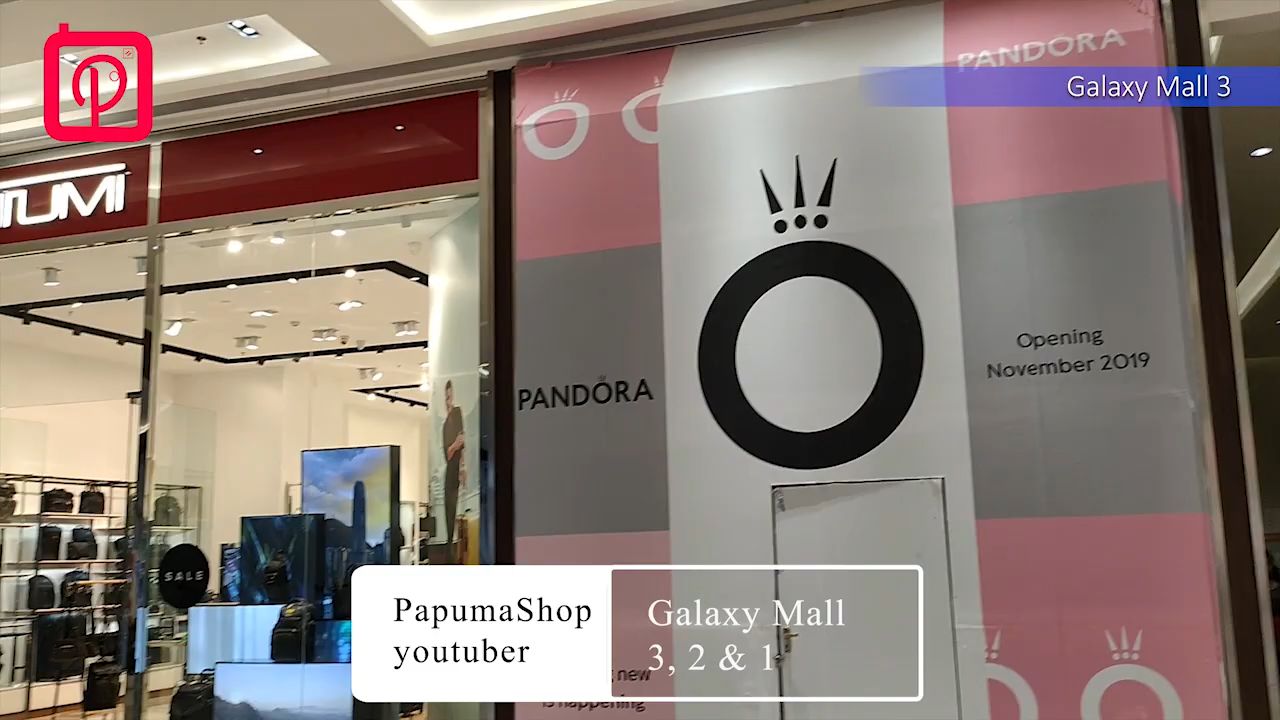 PANDORA
Galaxy Mall 3
TUMI
Opening
November 2019
PANDORA
SALE
PapumaShop
youtuber
Galaxy Mall
3, 2 & 1
new
is happening